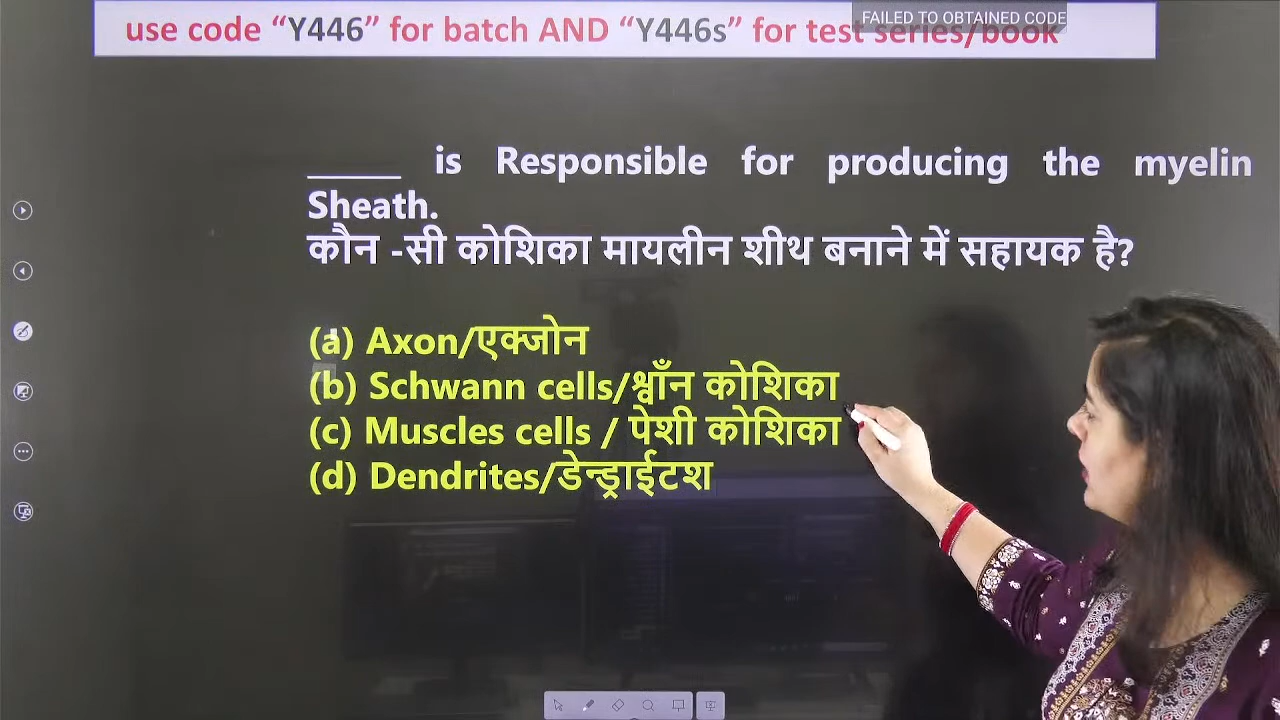 use code “Y446” for batch AND “Y446s” for test series/book
FAILED TO OBTAINED CODE
_____ is Responsible for producing the myelin
Sheath.
कौन -सी कोशिका मायलीन शीथ बनाने में सहायक है?
(a) Axon/एक्जोन
(b) Schwann cells/श्वाँन कोशिका
(c) Muscles cells / पेशी कोशिका
(d) Dendrites/डेन्ड्राईटश